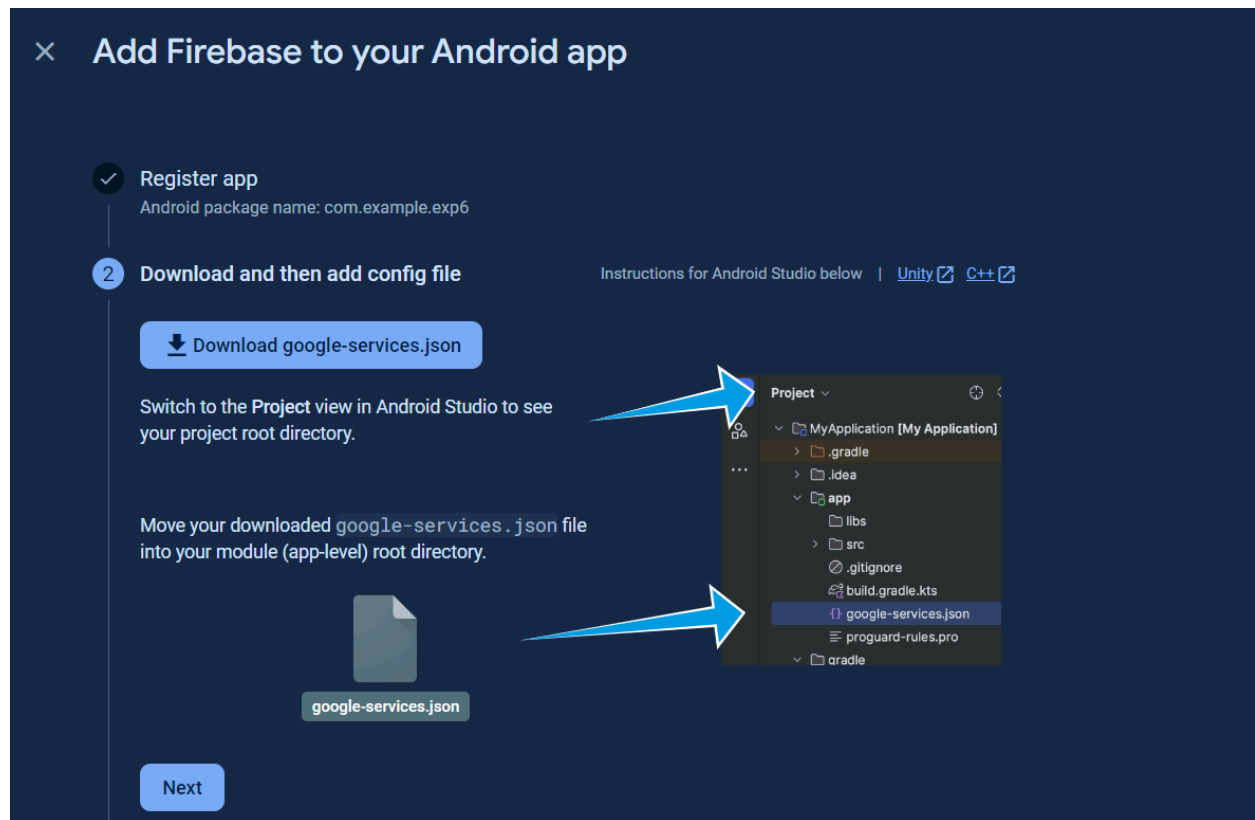 Add Firebase to your Android app
Register app
Android package name: com.example.exp6
2 Download and then add config file
Instructions for Android Studio below | Unity C++
Download google-services.json
Switch to the Project view in Android Studio to see
your project root directory.
Move your downloaded google-services.json file
into your module (app-level) root directory.
google-services.json
Project
MyApplication [My Application]
.gradle
.idea
app
libs
src
.gitignore
build.gradle.kts
{} google-services.json
proguard-rules.pro
gradle
Next